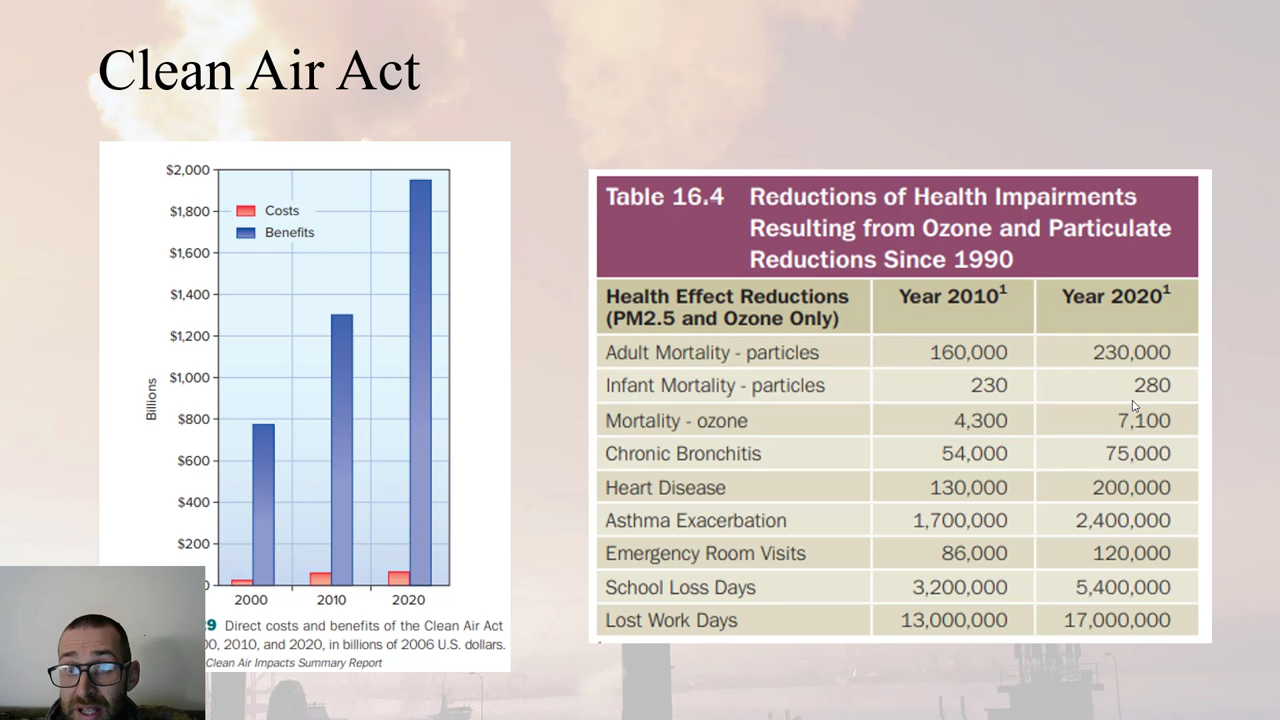 Clean Air Act
$2,000
$1,800
$1,600
$1,400
$1,200
$1,000
$800
$600
$400
$200
0
Billions
Costs
Benefits
2000 2010 2020
9 Direct costs and benefits of the Clean Air Act
00, 2010, and 2020, in billions of 2006 U.S. dollars.
Clean Air Impacts Summary Report
Table 16.4 Reductions of Health Impairments
Resulting from Ozone and Particulate
Reductions Since 1990
Health Effect Reductions Year 2010¹ Year 2020¹
(PM2.5 and Ozone Only)
Adult Mortality - particles 160,000 230,000
Infant Mortality - particles 230 280
Mortality - ozone 4,300 7,100
Chronic Bronchitis 54,000 75,000
Heart Disease 130,000 200,000
Asthma Exacerbation 1,700,000 2,400,000
Emergency Room Visits 86,000 120,000
School Loss Days 3,200,000 5,400,000
Lost Work Days 13,000,000 17,000,000